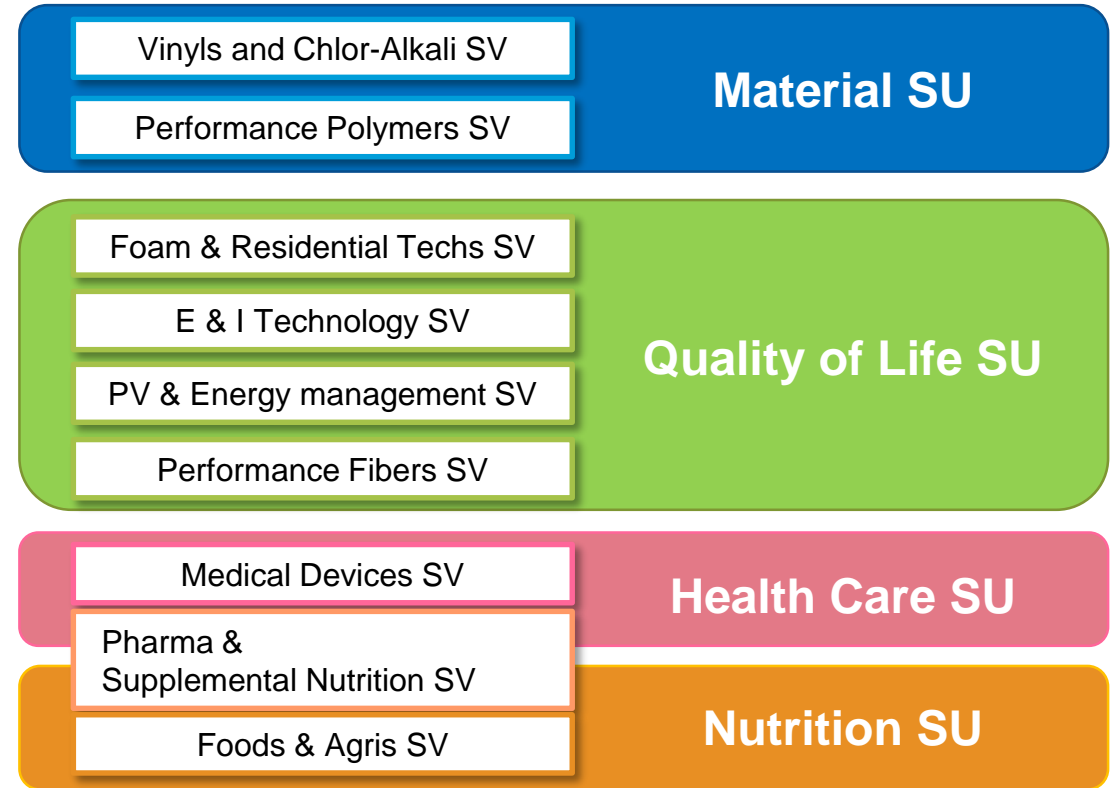 Vinyls and Chlor-Alkali SV
Performance Polymers SV
Material SU
Foam & Residential Techs SV
E & I Technology SV
PV & Energy management SV
Performance Fibers SV
Quality of Life SU
Medical Devices SV
Health Care SU
Pharma &
Supplemental Nutrition SV
Foods & Agris SV
Nutrition SU